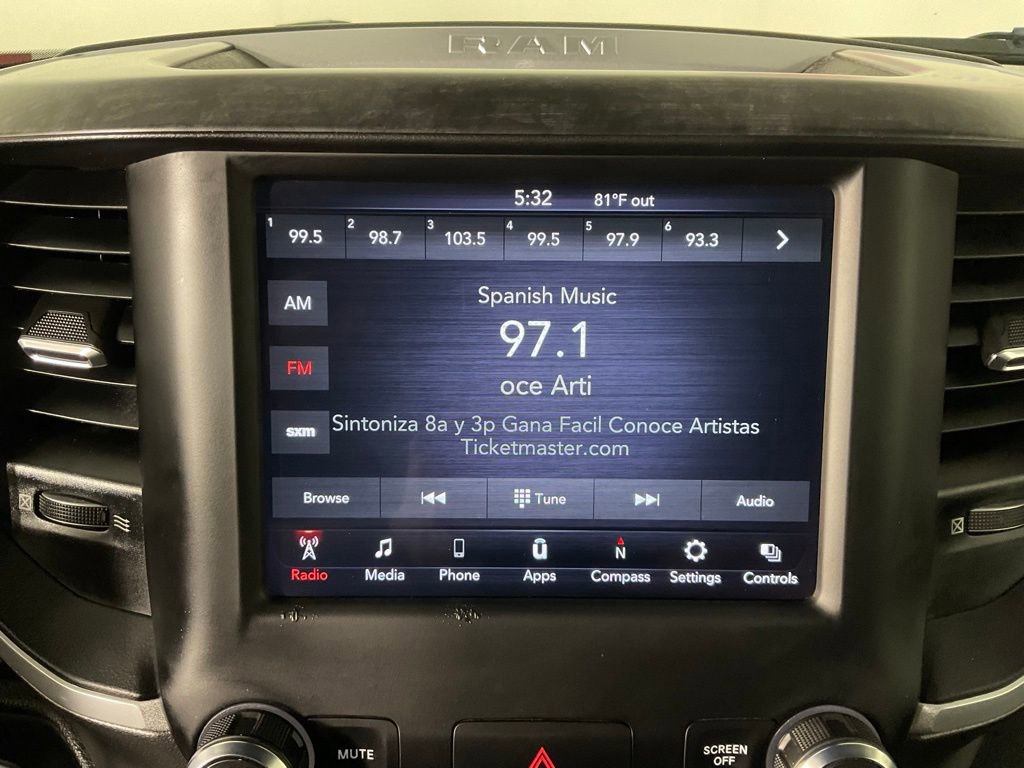 RAM
5:32 81°F out
1 99.5 2 98.7 3 103.5 4 99.5 5 97.9 6 93.3
AM
Spanish Music
97.1
FM
oce Arti
sxm
Sintoniza 8a y 3p Gana Facil Conoce Artistas
Ticketmaster.com
Browse Tune Audio
N
Radio Media Phone Apps Compass Settings Controls
MUTE
SCREEN
OFF